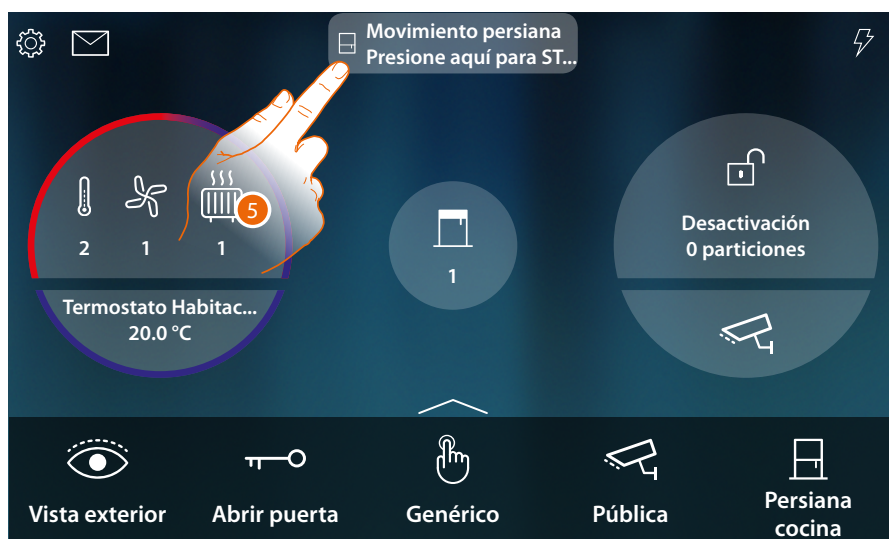 Movimiento persiana
Presione aquí para ST...
5
2
1
1
Termostato Habitac...
20.0 °C
1
Desactivación
0 particiones
Vista exterior
Abrir puerta
Genérico
Pública
Persiana
cocina